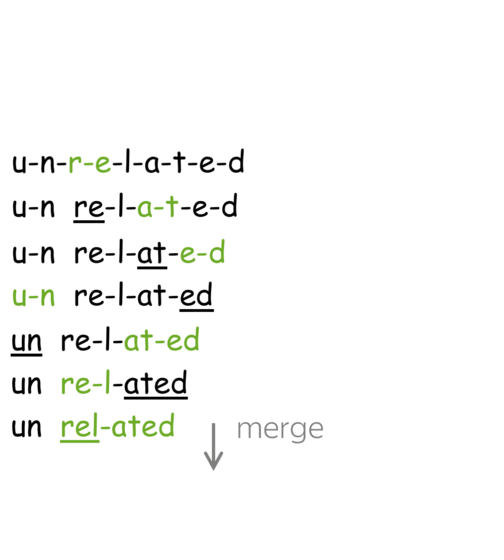 u-n-r-e-l-a-t-e-d
u-n re-l-a-t-e-d
u-n re-l-at-e-d
u-n re-l-at-ed
un re-l-at-ed
un re-l-ated
un rel-ated
merge